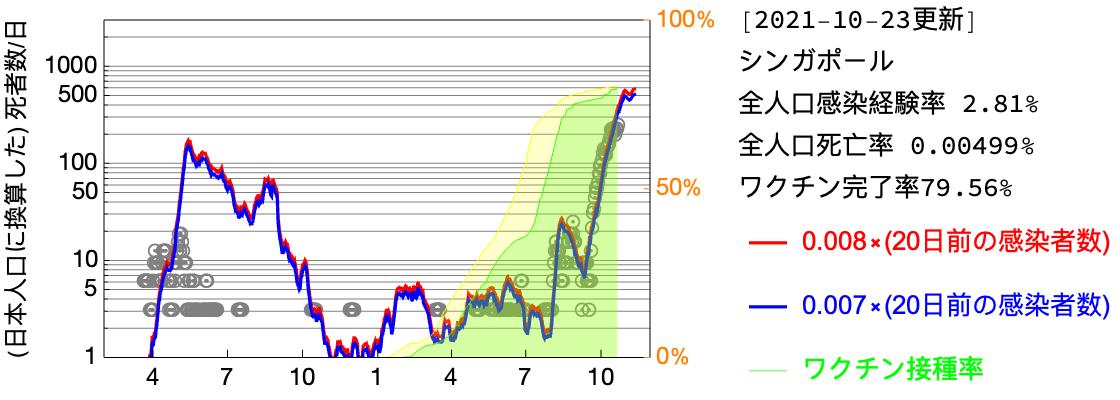 (日本人口に換算した) 死者数/日
1000
500
100
50
10
5
1
100%
50%
0%
4 7 10 1 4 7 10
[2021-10-23更新]
シンガポール
全人口感染経験率 2.81%
全人口死亡率 0.00499%
ワクチン完了率79.56%
0.008×(20日前の感染者数)
0.007×(20日前の感染者数)
ワクチン接種率